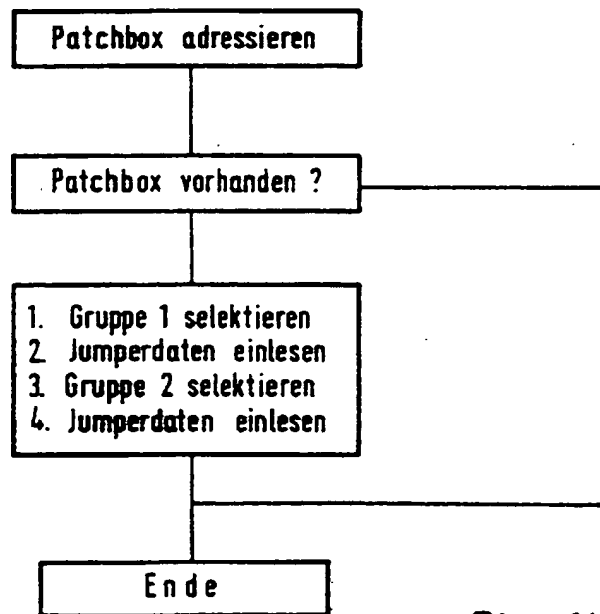 Patchbox adressieren
Patchbox vorhanden ?
1. Gruppe 1 selektieren
2. Jumperdaten einlesen
3. Gruppe 2 selektieren
4. Jumperdaten einlesen
Ende